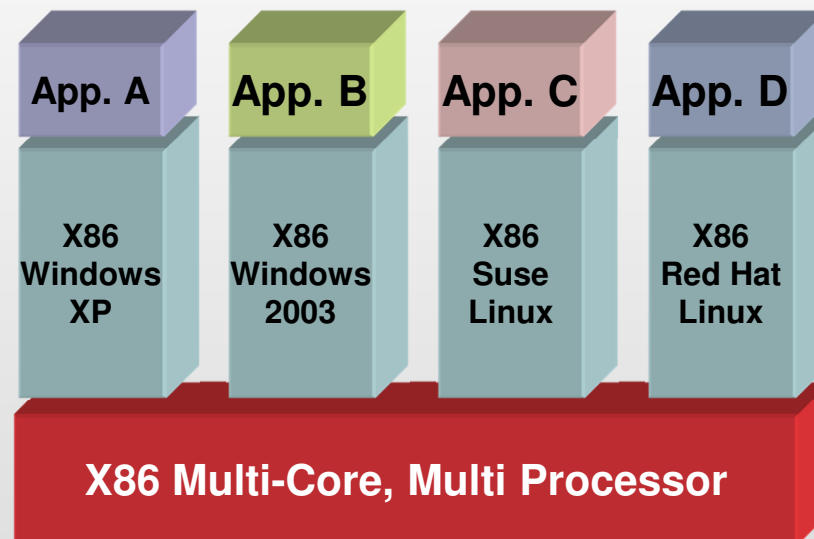 App. A
App. B
App. C
App. D
X86
Windows
XP
X86
Windows
2003
X86
Suse
Linux
X86
Red Hat
Linux
X86 Multi-Core, Multi Processor